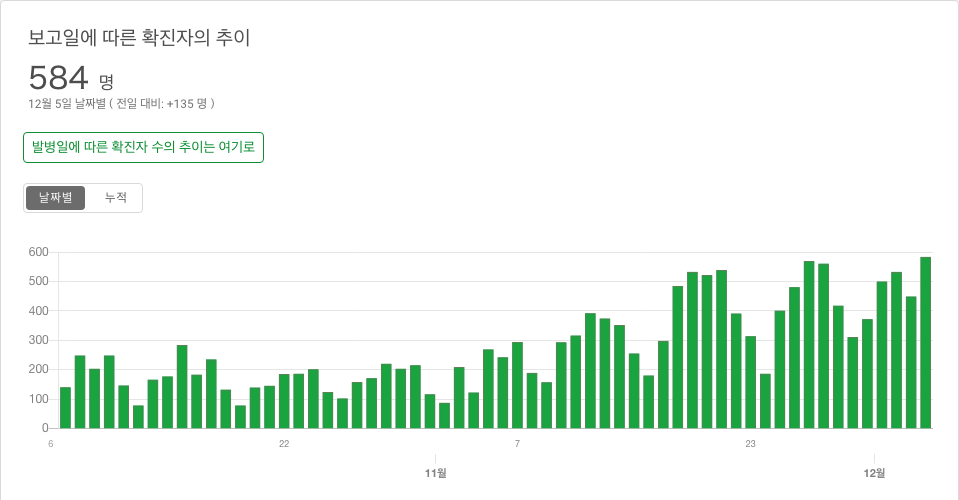 보고일에 따른 확진자의 추이
584 명
12월 5일 날짜별 ( 전일 대비: +135 명 )
발병일에 따른 확진자 수의 추이는 여기로
날짜별 누적
600
500
400
300
200
100
0
6 22 7 23
11월 12월